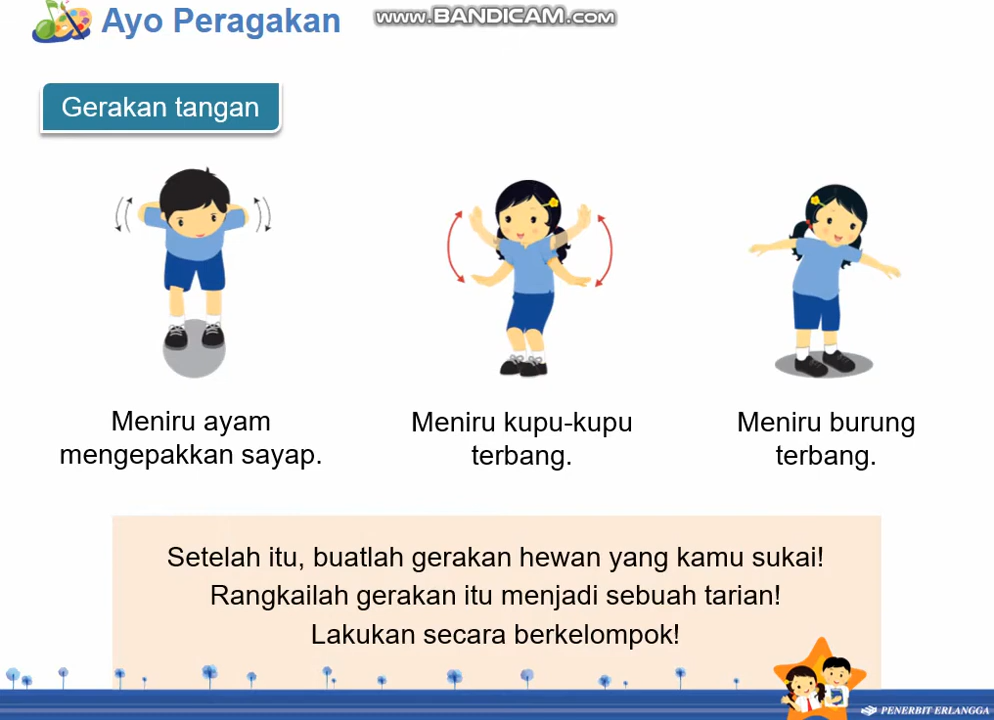 Ayo Peragakan
www.BANDICAM.com
Gerakan tangan
Meniru ayam
mengepakkan sayap.
Meniru kupu-kupu
terbang.
Meniru burung
terbang.
Setelah itu, buatlah gerakan hewan yang kamu sukai!
Rangkailah gerakan itu menjadi sebuah tarian!
Lakukan secara berkelompok!
PENERBIT ERLANGGA